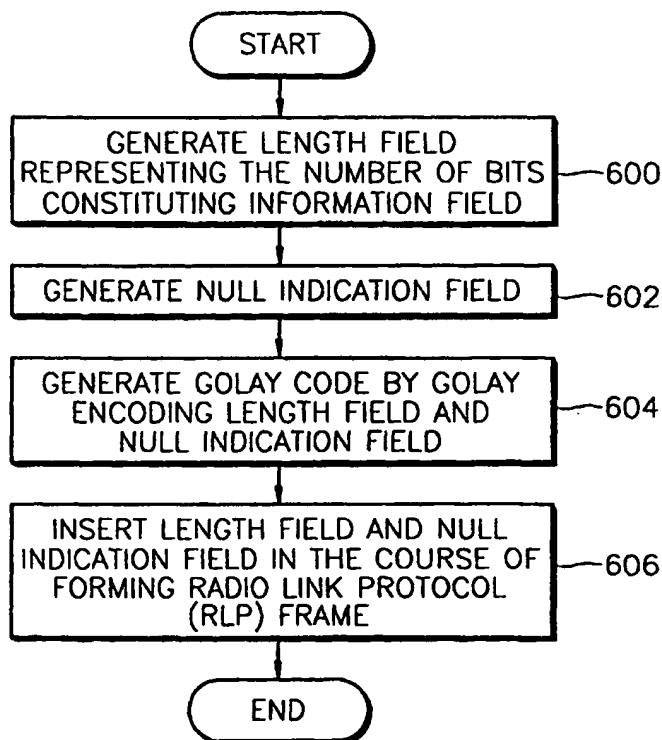 START
GENERATE LENGTH FIELD
REPRESENTING THE NUMBER OF BITS
CONSTITUTING INFORMATION FIELD
600
GENERATE NULL INDICATION FIELD
602
GENERATE GOLAY CODE BY GOLAY
ENCODING LENGTH FIELD AND
NULL INDICATION FIELD
604
INSERT LENGTH FIELD AND NULL
INDICATION FIELD IN THE COURSE OF
FORMING RADIO LINK PROTOCOL
(RLP) FRAME
606
END